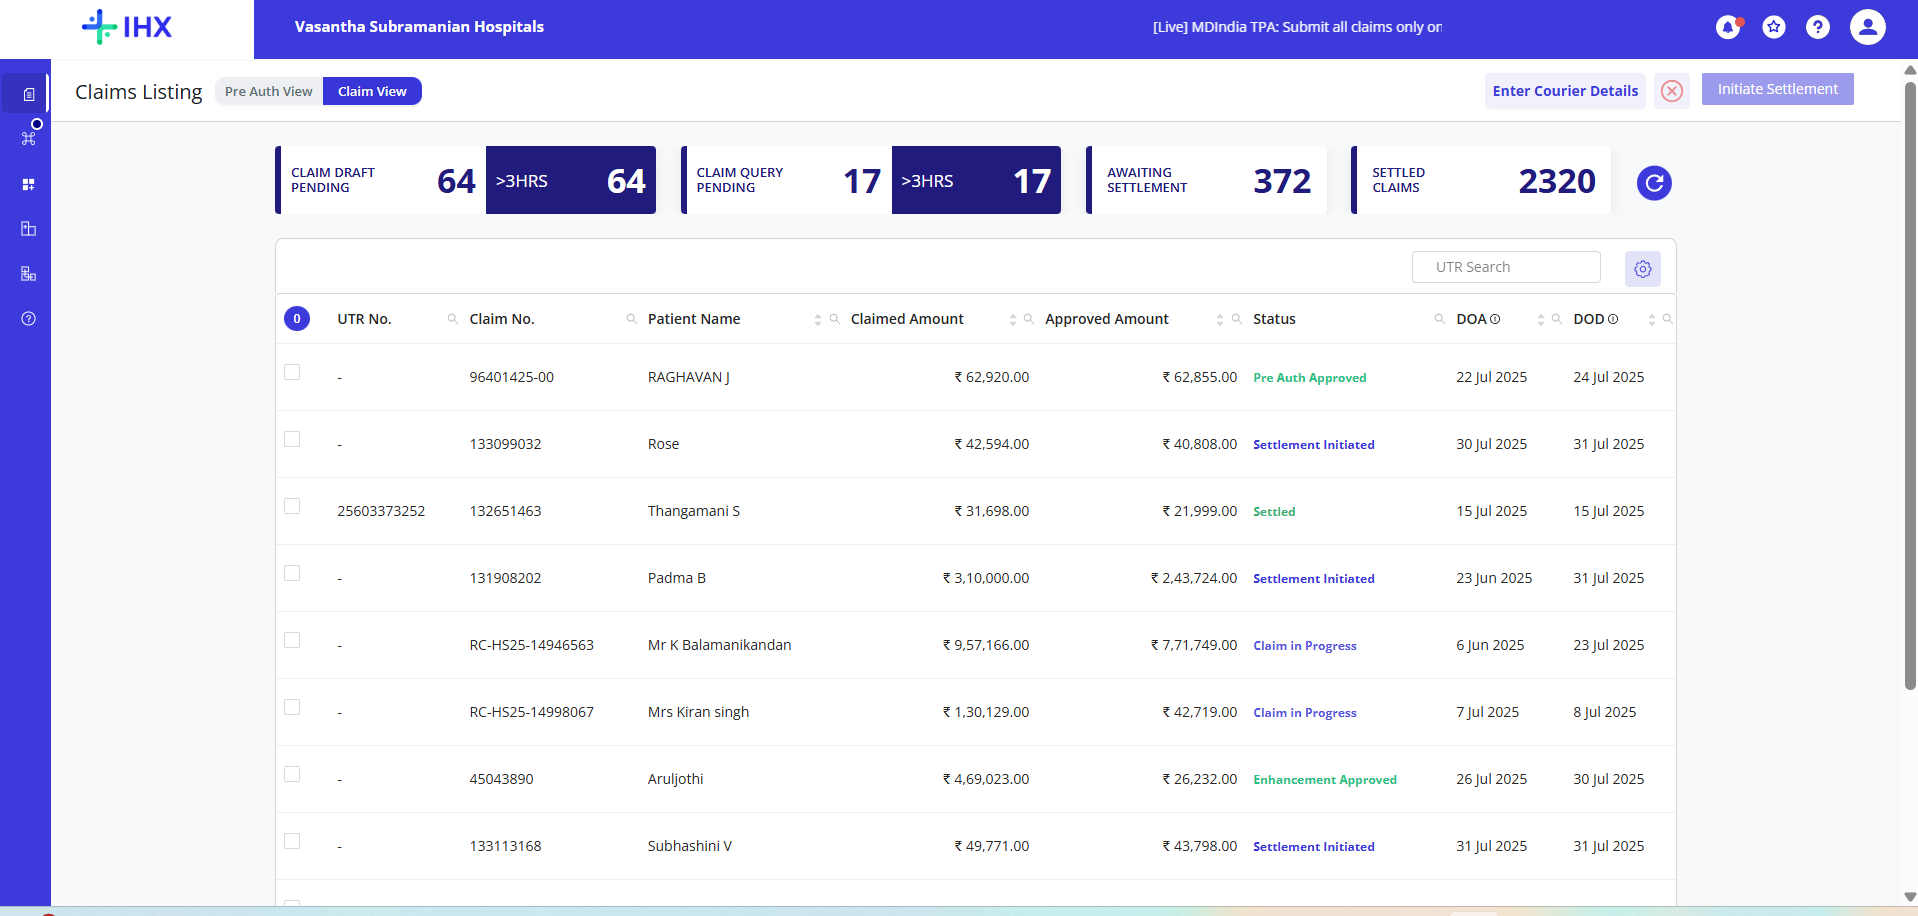 IHX
Vasantha Subramanian Hospitals
[Live] MDIndia TPA: Submit all claims only on
Claims Listing
Pre Auth View
Claim View
Enter Courier Details
Initiate Settlement
CLAIM DRAFT PENDING 64 >3HRS 64
CLAIM QUERY PENDING 17 >3HRS 17
AWAITING SETTLEMENT 372
SETTLED CLAIMS 2320
UTR Search
0 UTR No. Claim No. Patient Name Claimed Amount Approved Amount Status DOA DOD
- 96401425-00 RAGHAVAN J ₹ 62,920.00 ₹ 62,855.00 Pre Auth Approved 22 Jul 2025 24 Jul 2025
- 133099032 Rose ₹ 42,594.00 ₹ 40,808.00 Settlement Initiated 30 Jul 2025 31 Jul 2025
25603373252 132651463 Thangamani S ₹ 31,698.00 ₹ 21,999.00 Settled 15 Jul 2025 15 Jul 2025
- 131908202 Padma B ₹ 3,10,000.00 ₹ 2,43,724.00 Settlement Initiated 23 Jun 2025 31 Jul 2025
- RC-HS25-14946563 Mr K Balamanikandan ₹ 9,57,166.00 ₹ 7,71,749.00 Claim in Progress 6 Jun 2025 23 Jul 2025
- RC-HS25-14998067 Mrs Kiran singh ₹ 1,30,129.00 ₹ 42,719.00 Claim in Progress 7 Jul 2025 8 Jul 2025
- 45043890 Aruljothi ₹ 4,69,023.00 ₹ 26,232.00 Enhancement Approved 26 Jul 2025 30 Jul 2025
- 133113168 Subhashini V ₹ 49,771.00 ₹ 43,798.00 Settlement Initiated 31 Jul 2025 31 Jul 2025